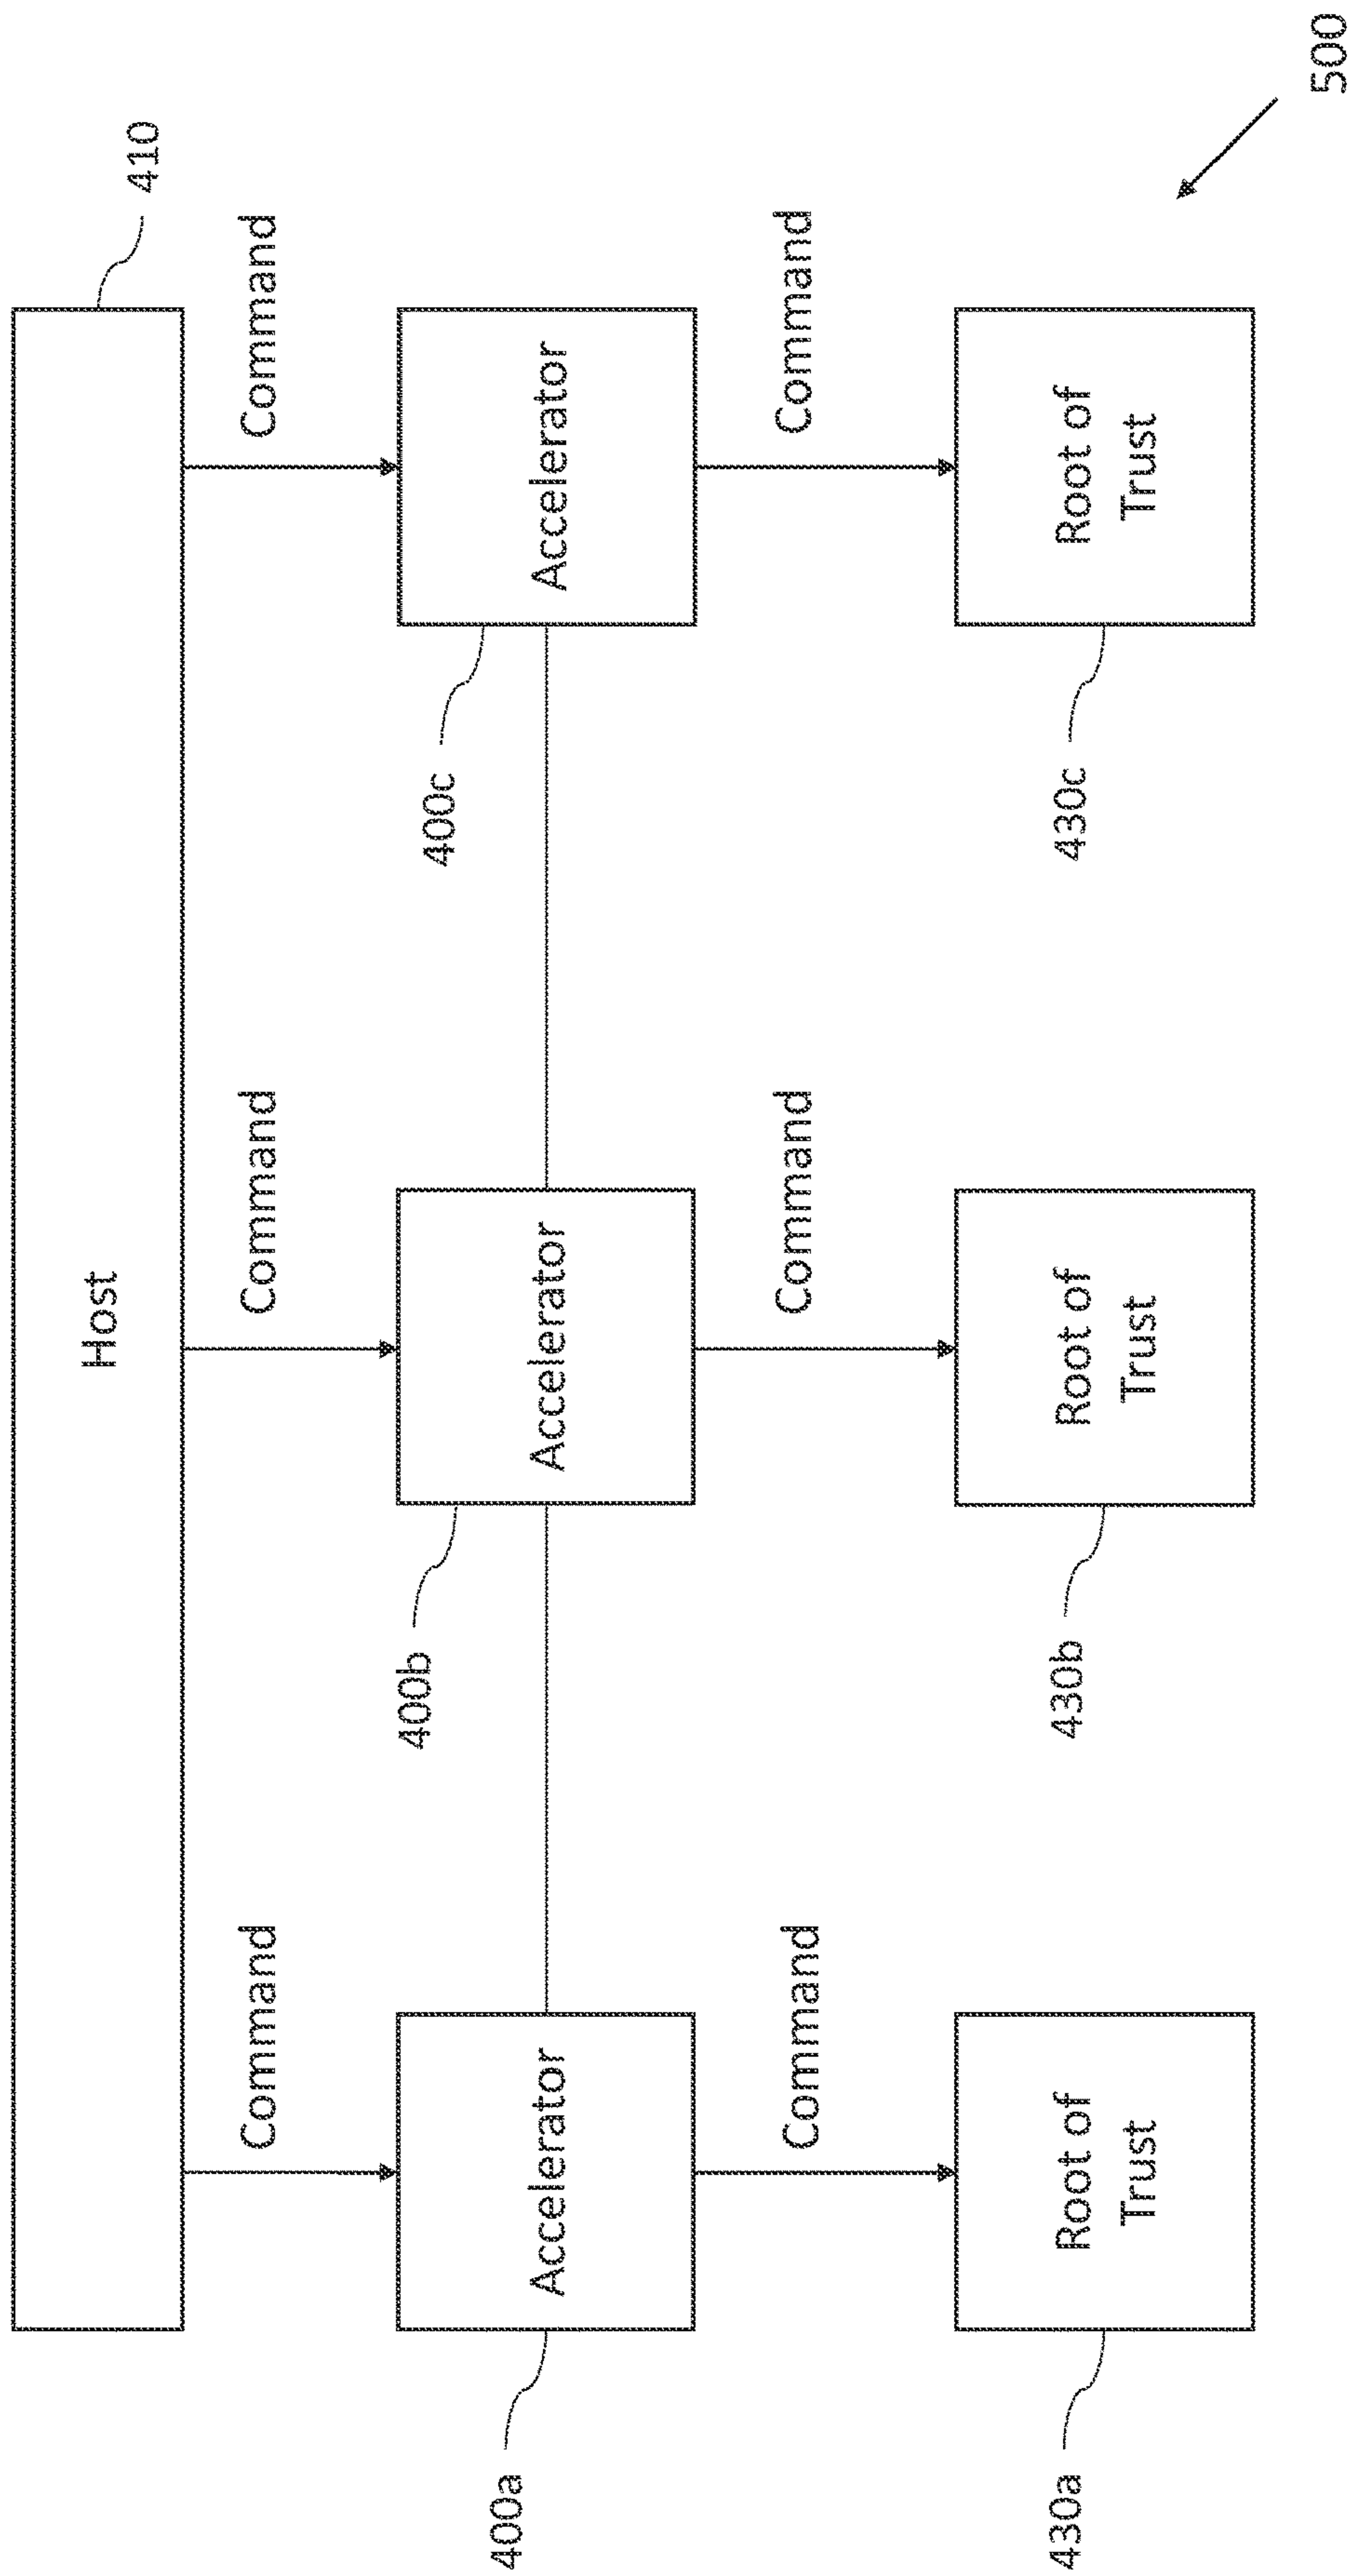 Host
410
Command
Command
Command
400a
Accelerator
400b
Accelerator
400c
Accelerator
Command
Command
Command
430a
Root of
Trust
430b
Root of
Trust
430c
Root of
Trust
500